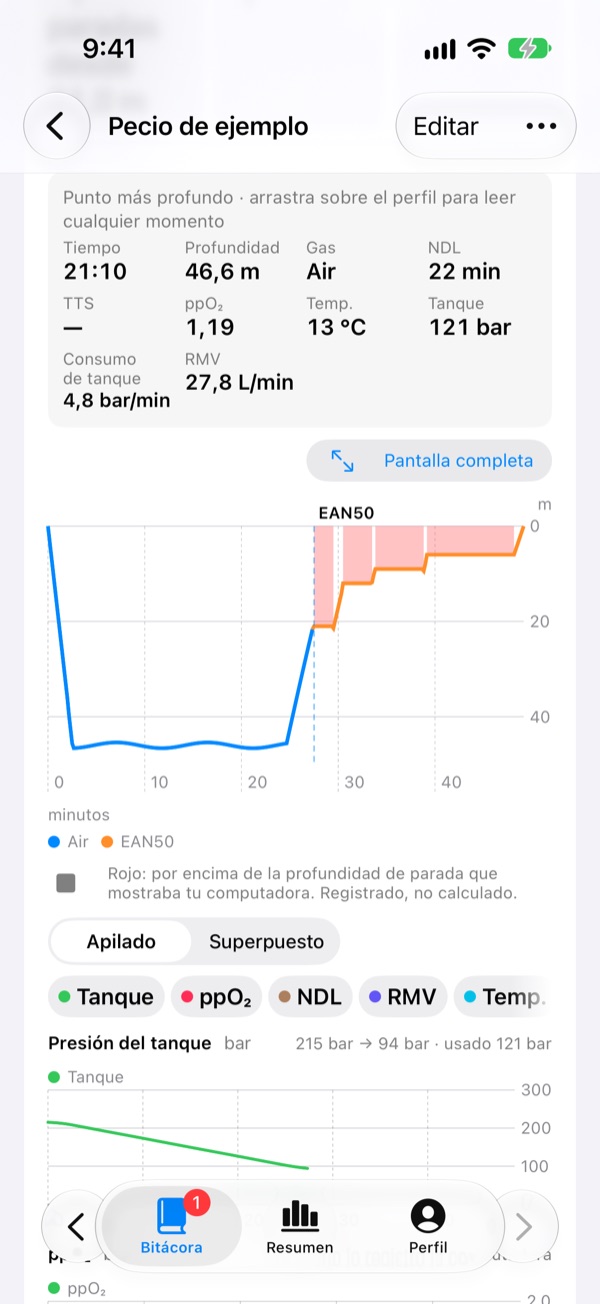 9:41
Pecio de ejemplo
Editar
Punto más profundo · arrastra sobre el perfil para leer
cualquier momento
Tiempo
21:10
Profundidad
46,6 m
Gas
Air
NDL
22 min
TTS
—
ppO₂
1,19
Temp.
13 °C
Tanque
121 bar
Consumo
de tanque
4,8 bar/min
RMV
27,8 L/min
Pantalla completa
EAN50
m
0
20
40
0 10 20 30 40
minutos
Air EAN50
Rojo: por encima de la profundidad de parada que
mostraba tu computadora. Registrado, no calculado.
Apilado Superpuesto
Tanque ppO₂ NDL RMV Temp.
Presión del tanque bar 215 bar → 94 bar · usado 121 bar
Tanque
300
200
100
1
Bitácora Resumen Perfil
ppO₂
2,0